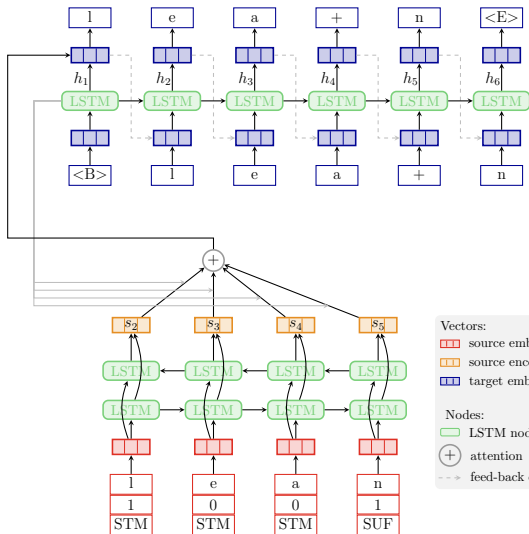 l e a + n <E>
h1 h2 h3 h4 h5 h6
LSTM LSTM LSTM LSTM LSTM LSTM
<B> l e a + n
+
s2 s3 s4 s5
LSTM LSTM LSTM LSTM
LSTM LSTM LSTM LSTM
l e a n
1 0 0 1
STM STM STM SUF
Vectors:
source emb
source enco
target emb
Nodes:
LSTM nod
+ attention
feed-back